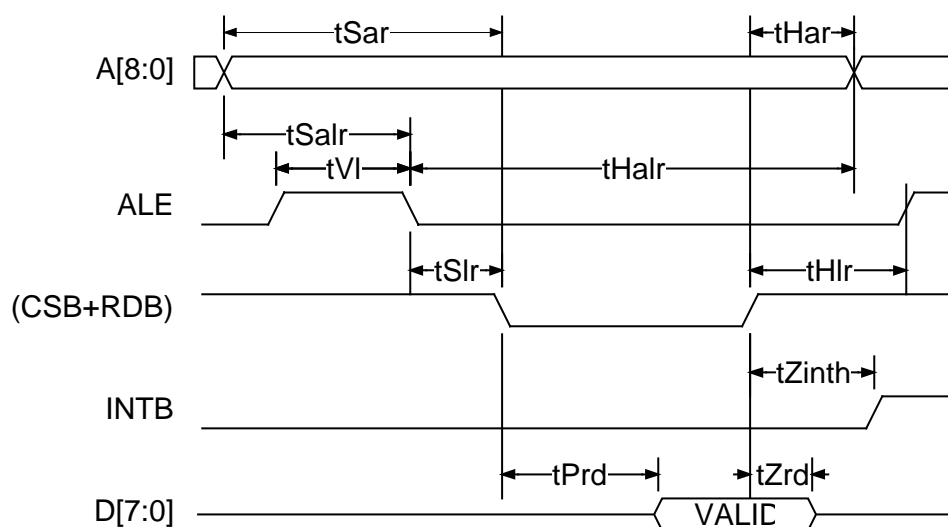 tSar
tHar
A[8:0]
tSalr
tVl
tHalr
ALE
tSlr
tHlr
(CSB+RDB)
tZinth
INTB
tPrd
tZrd
D[7:0]
VALID